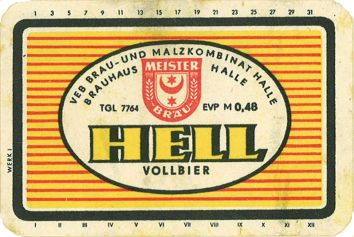 1 3 5 7 9 11 13 15 17 19 21 23 25 27 29 31
VEB BRAU-UND MALZKOMBINAT HALLE
BRAUHAUS HALLE
MEISTER
BRÄU
TGL 7764 EVP M 0,48
HELL
VOLLBIER
WERK I
I II III IV V VI VII VIII IX X XI XII